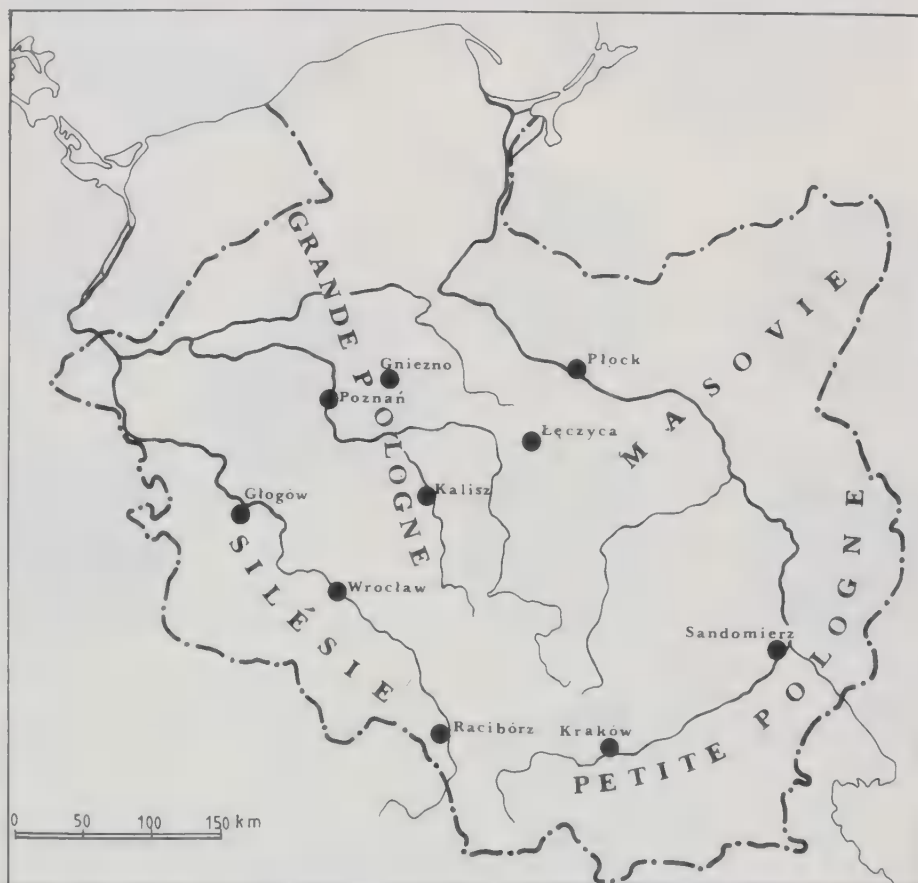 GRANDE POLOGNE
MASOVIE
Płock
Gniezno
Poznań
Łęczyca
Kalisz
Głogów
SILÉSIE
Wrocław
PETITE POLOGNE
Sandomierz
Racibórz
Kraków
0 50 100 150 km